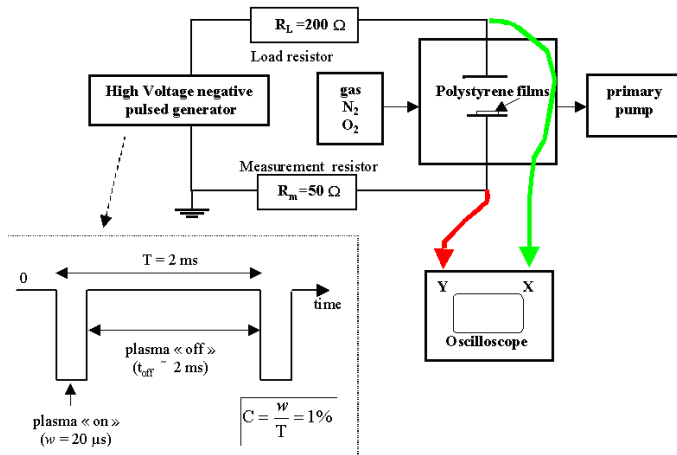 R_L =200 Ω
Load resistor
High Voltage negative
pulsed generator
gas
N₂
O₂
Polystyrene films
primary
pump
Measurement resistor
R_m=50 Ω
T = 2 ms
0
time
plasma « off »
(t_off ~ 2 ms)
plasma « on »
(w = 20 µs)
C = w/T = 1%
Y X
Oscilloscope